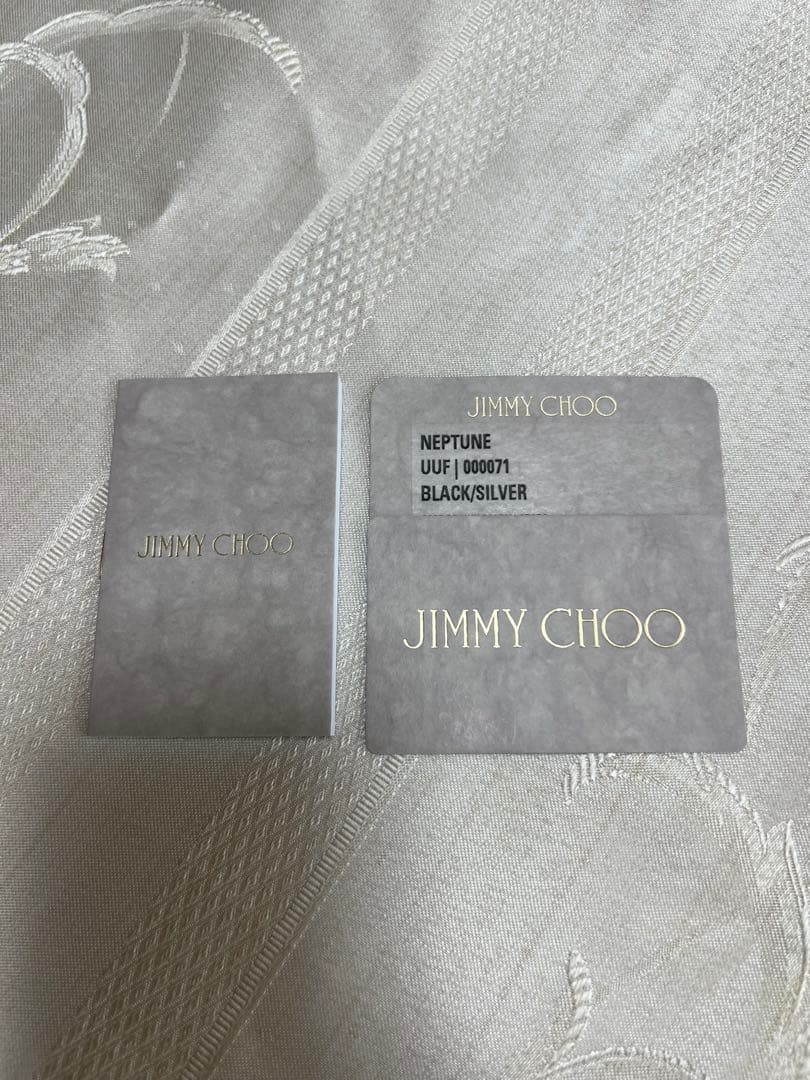 JIMMY CHOO
JIMMY CHOO
NEPTUNE
UUF | 000071
BLACK/SILVER
JIMMY CHOO